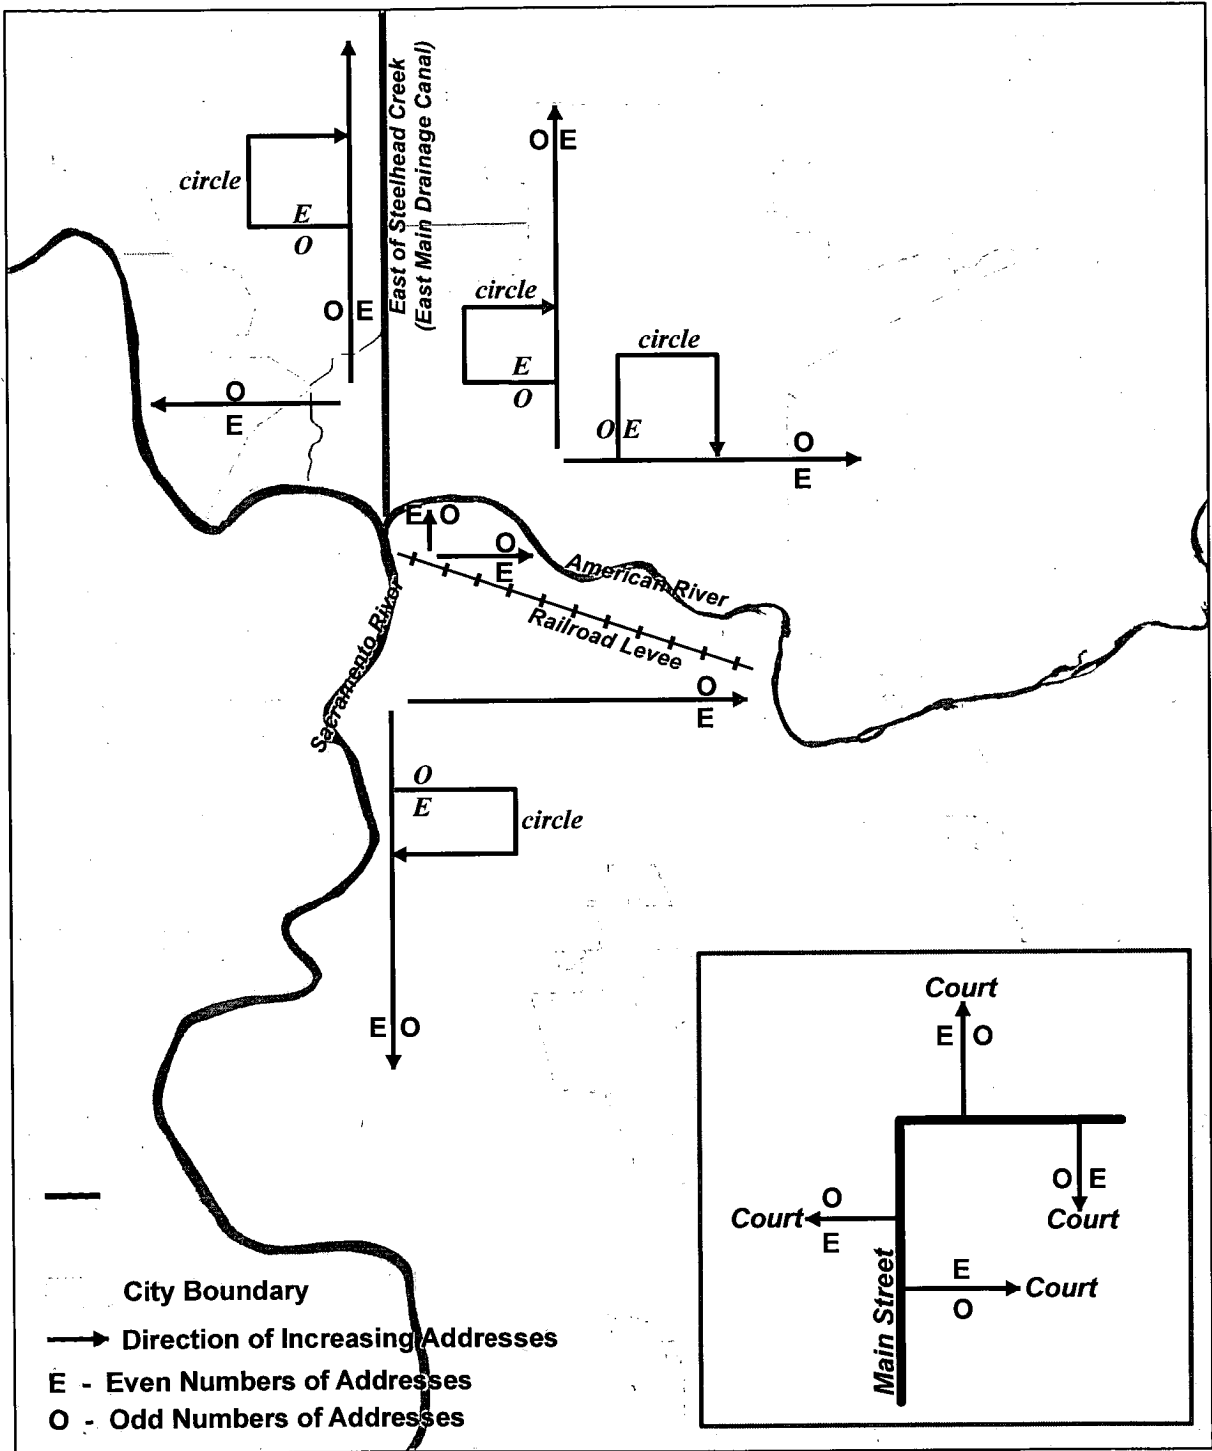 East of Steelhead Creek
(East Main Drainage Canal)
O E
circle
E
O
circle
O E
circle
E
O
circle
O E
O
E
O
E
E O
O
E
American River
Railroad Levee
Sacramento River
O
E
O
E
circle
E O
Court
E O
O E
Court
O
Court
E
E
Court
O
Main Street
City Boundary
Direction of Increasing Addresses
E - Even Numbers of Addresses
O - Odd Numbers of Addresses